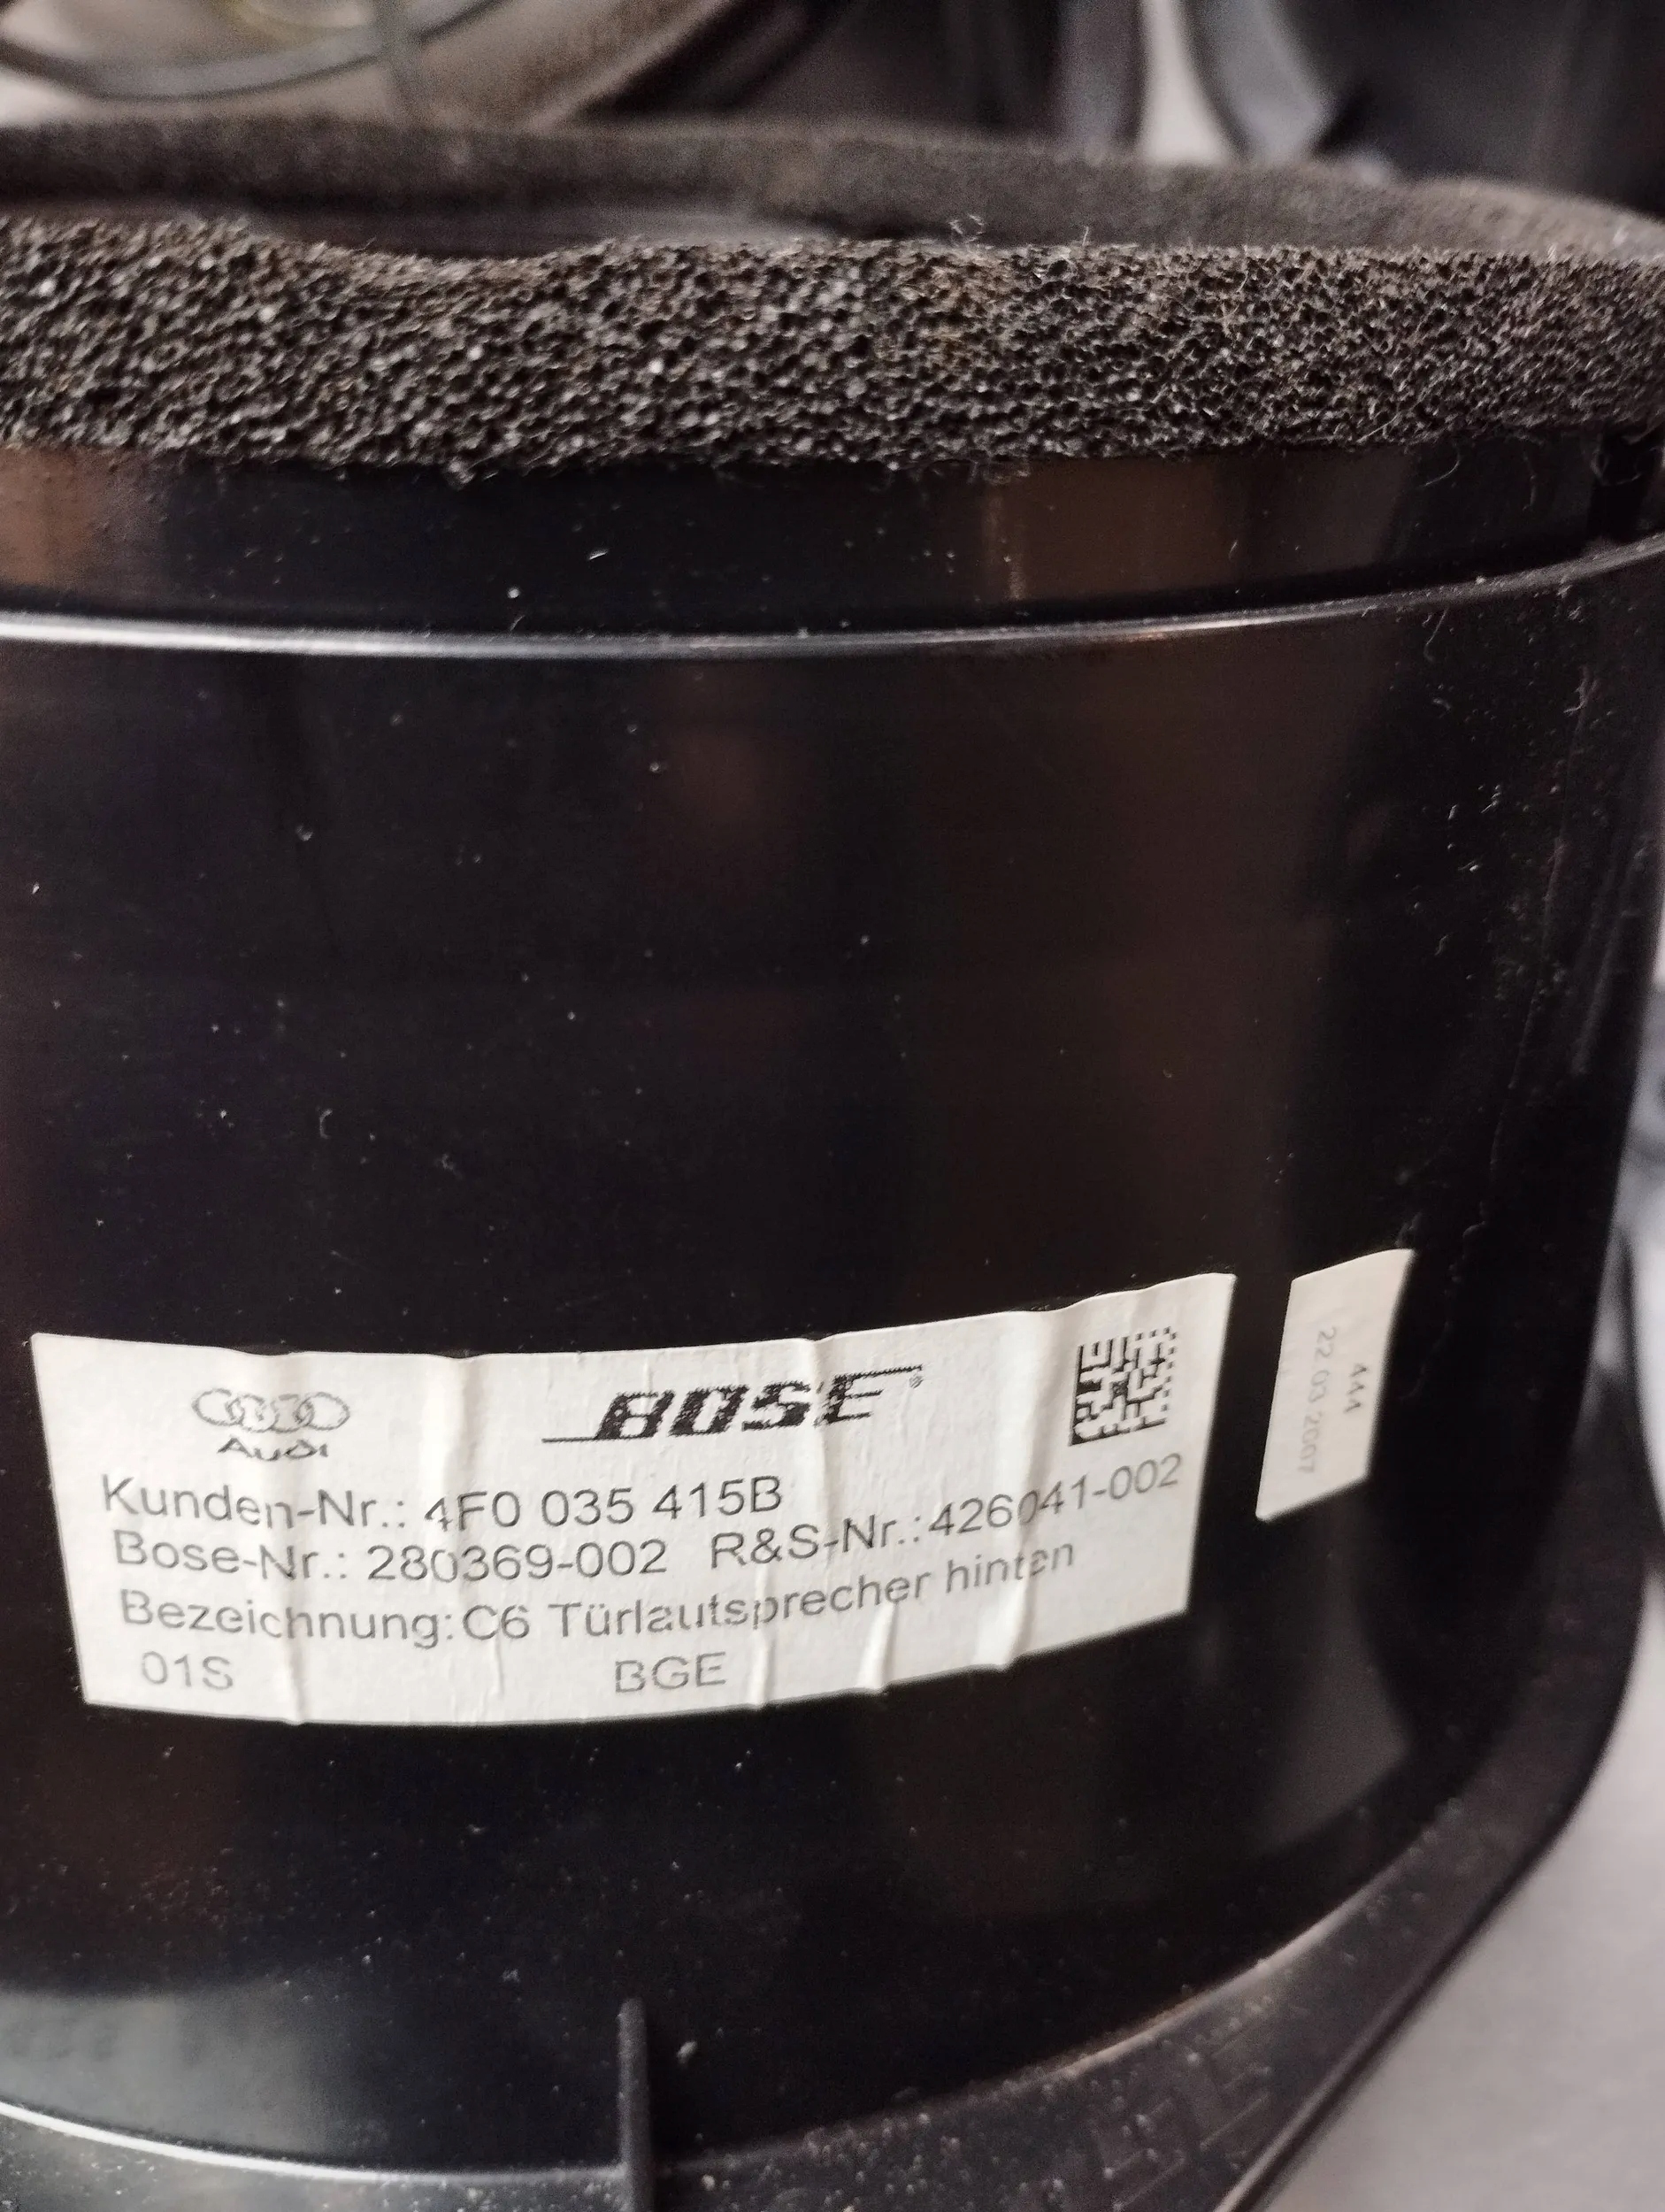 Audi
BOSE®
Kunden-Nr.: 4F0 035 415B
Bose-Nr.: 280369-002 R&S-Nr.:426041-002
Bezeichnung:C6 Türlautsprecher hinten
01S BGE
444
22 03 2007